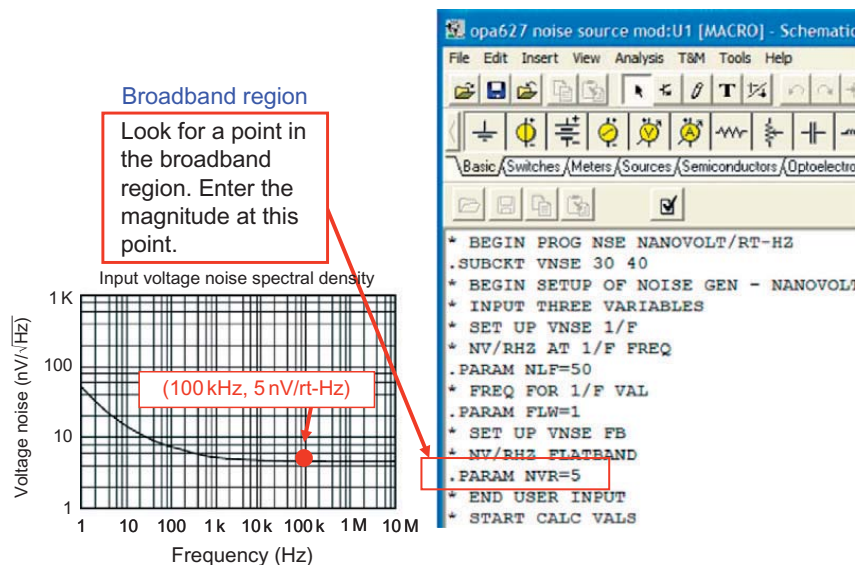 Broadband region
Look for a point in
the broadband
region. Enter the
magnitude at this
point.
Input voltage noise spectral density
Voltage noise (nV/√Hz)
1 K
100
10
1
(100 kHz, 5 nV/rt-Hz)
1 10 100 1 k 10 k 100 k 1 M 10 M
Frequency (Hz)
opa627 noise source mod:U1 [MACRO] - Schematic
File Edit Insert View Analysis T&M Tools Help
T
Basic Switches Meters Sources Semiconductors Optoelectro
* BEGIN PROG NSE NANOVOLT/RT-HZ
.SUBCKT VNSE 30 40
* BEGIN SETUP OF NOISE GEN - NANOVOLT
* INPUT THREE VARIABLES
* SET UP VNSE 1/F
* NV/RHZ AT 1/F FREQ
.PARAM NLF=50
* FREQ FOR 1/F VAL
.PARAM FLW=1
* SET UP VNSE FB
* NV/RHZ FLATBAND
.PARAM NVR=5
* END USER INPUT
* START CALC VALS